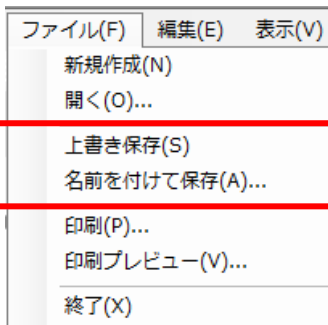 ファイル(F) 編集(E) 表示(V)
新規作成(N)
開く(O)...
上書き保存(S)
名前を付けて保存(A)...
印刷(P)...
印刷プレビュー(V)...
終了(X)